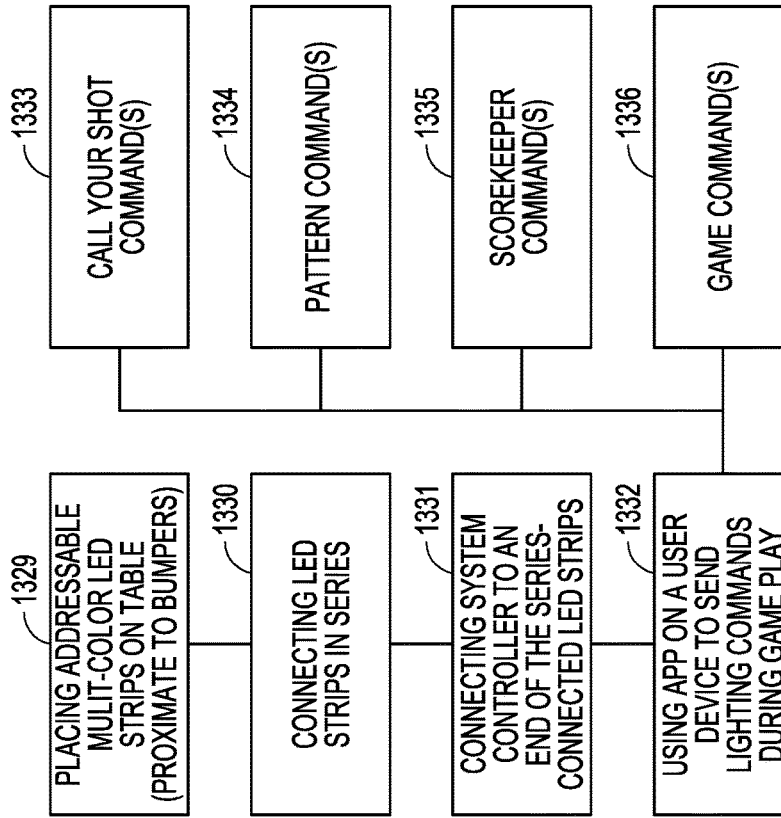 1329
PLACING ADDRESSABLE
MULIT-COLOR LED
STRIPS ON TABLE
(PROXIMATE TO BUMPERS)
1330
CONNECTING LED
STRIPS IN SERIES
1331
CONNECTING SYSTEM
CONTROLLER TO AN
END OF THE SERIES-
CONNECTED LED STRIPS
1332
USING APP ON A USER
DEVICE TO SEND
LIGHTING COMMANDS
DURING GAME PLAY
1333
CALL YOUR SHOT
COMMAND(S)
1334
PATTERN COMMAND(S)
1335
SCOREKEEPER
COMMAND(S)
1336
GAME COMMAND(S)